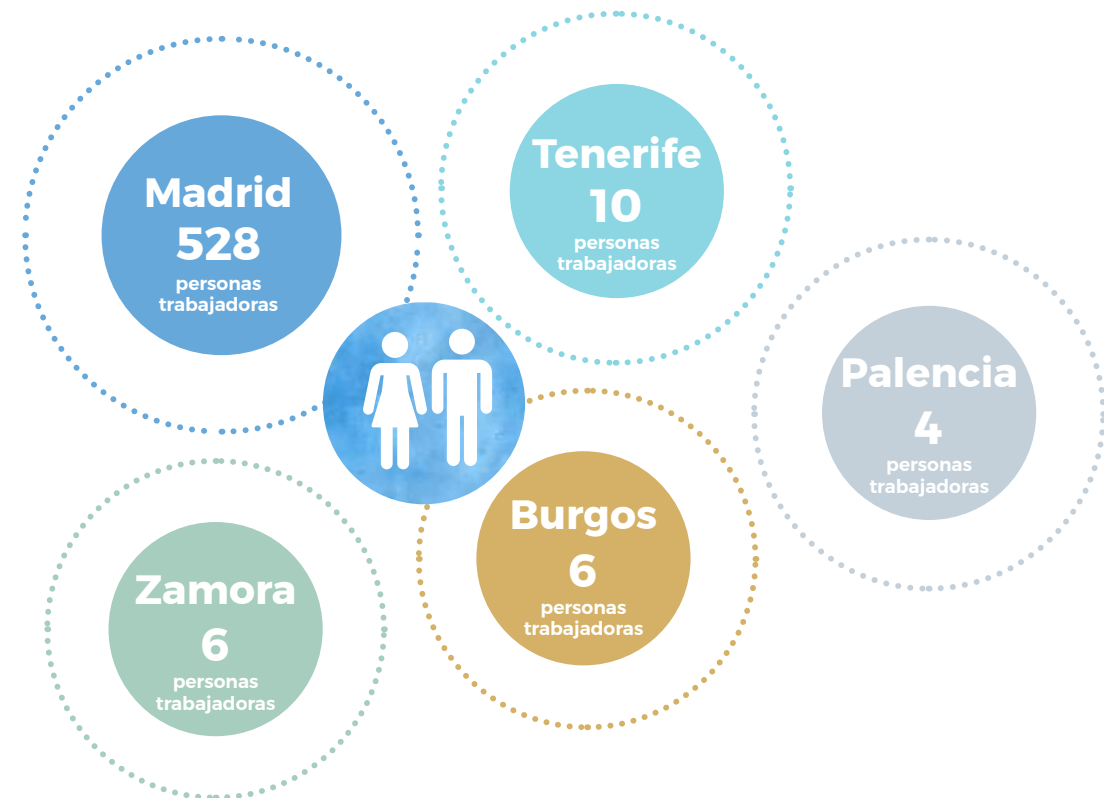 Madrid
528
personas
trabajadoras
Tenerife
10
personas
trabajadoras
Palencia
4
personas
trabajadoras
Burgos
6
personas
trabajadoras
Zamora
6
personas
trabajadoras